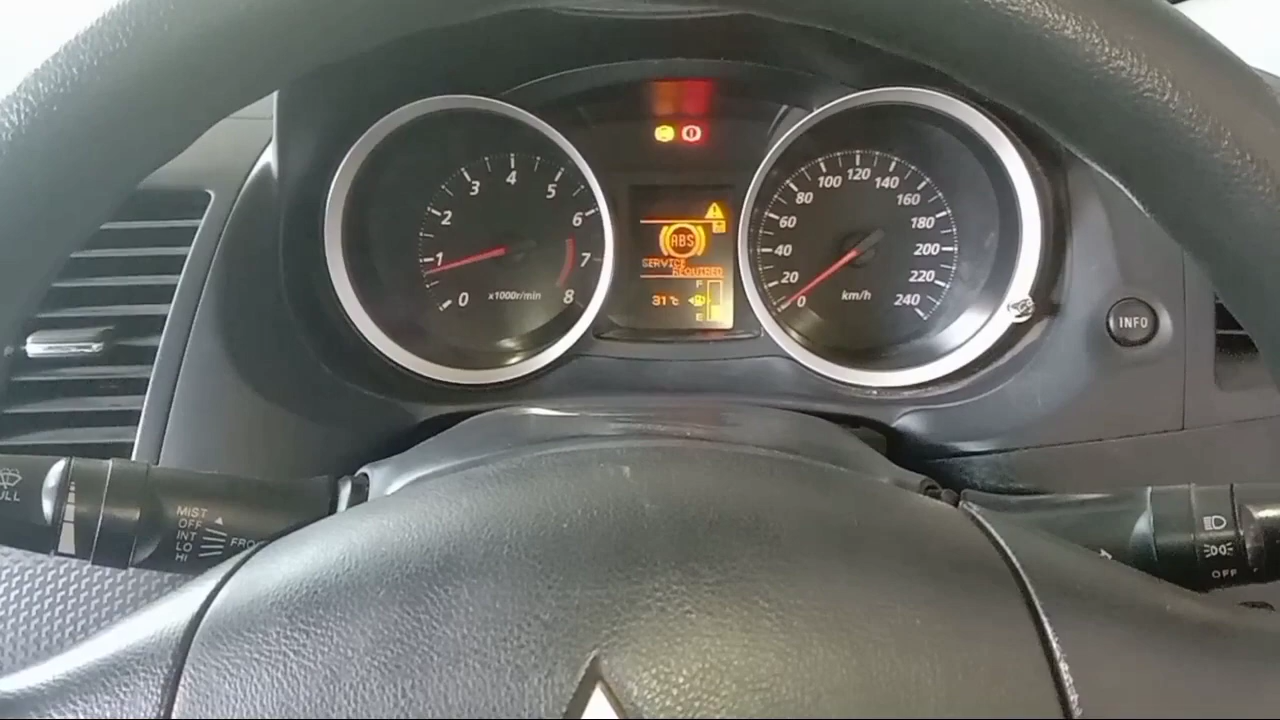 0
1
2
3
4
5
6
7
8
x1000r/min
ABS
SERVICE
REQUIRED
31℃
F
E
0
20
40
60
80
100
120
140
160
180
200
220
240
km/h
INFO
MIST
OFF
INT
LO
HI
OFF